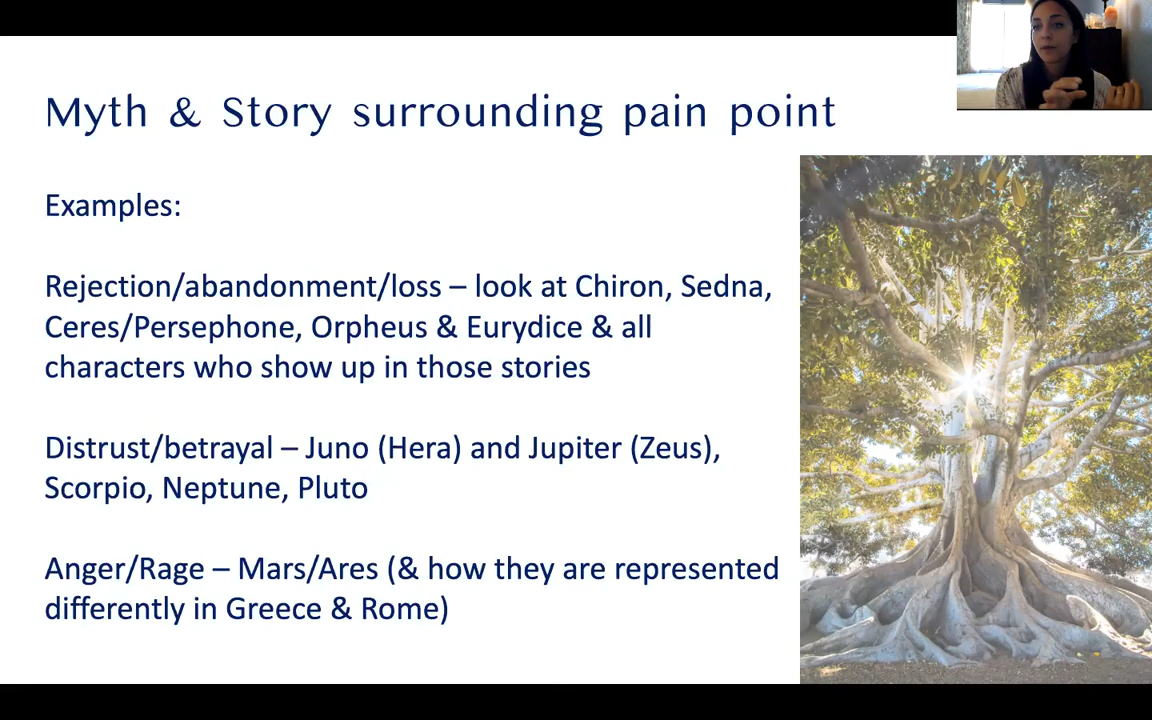 Myth & Story surrounding pain point
Examples:
Rejection/abandonment/loss – look at Chiron, Sedna,
Ceres/Persephone, Orpheus & Eurydice & all
characters who show up in those stories
Distrust/betrayal – Juno (Hera) and Jupiter (Zeus),
Scorpio, Neptune, Pluto
Anger/Rage – Mars/Ares (& how they are represented
differently in Greece & Rome)